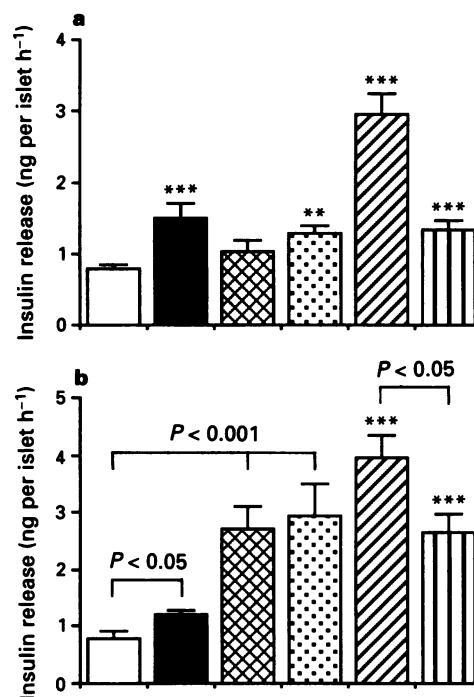 a
Insulin release (ng per islet h⁻¹)
4
3
2
1
0
***
**
***
***
b
Insulin release (ng per islet h⁻¹)
5
4
3
2
1
0
P < 0.05
P < 0.001
***
***
P < 0.05